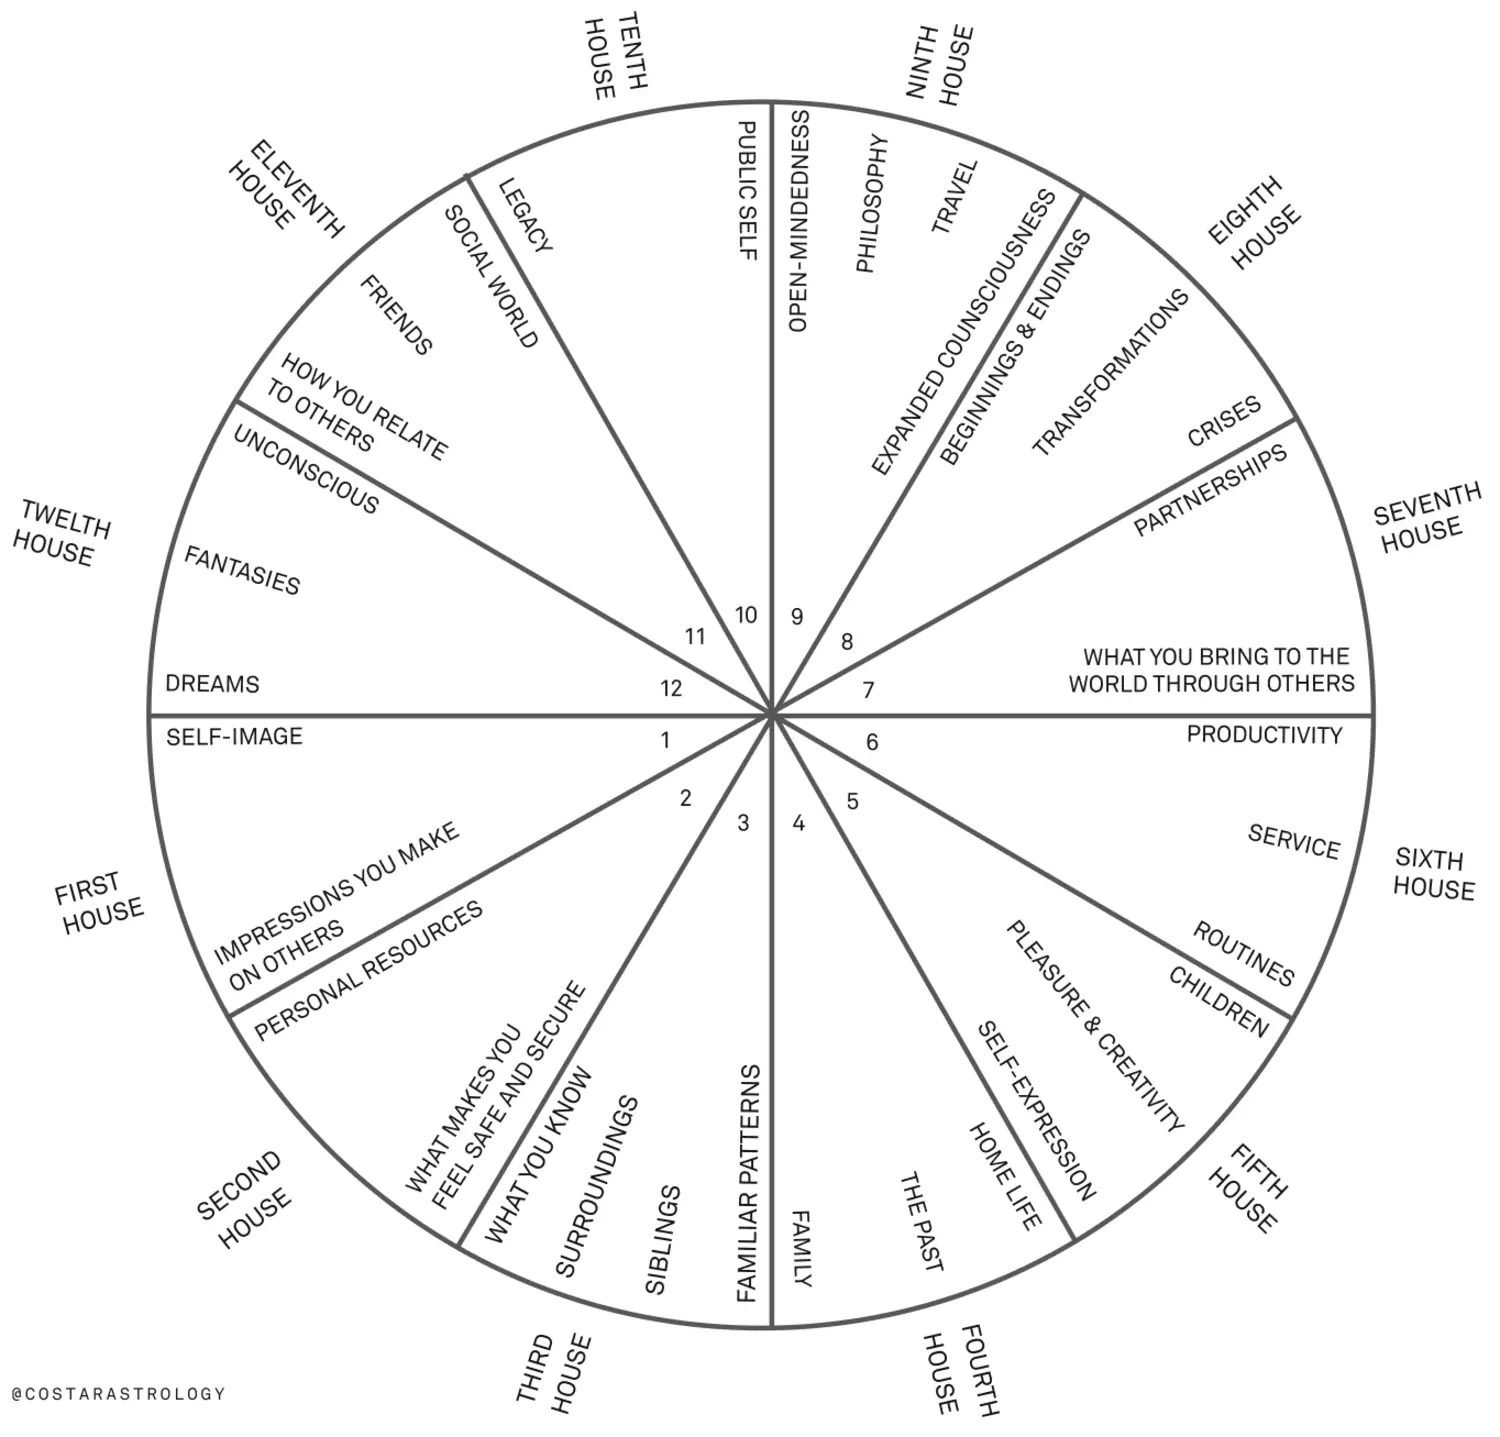 TENTH
HOUSE
NINTH
HOUSE
ELEVENTH
HOUSE
EIGHTH
HOUSE
TWELTH
HOUSE
SEVENTH
HOUSE
FIRST
HOUSE
SIXTH
HOUSE
SECOND
HOUSE
FIFTH
HOUSE
THIRD
HOUSE
FOURTH
HOUSE
PUBLIC SELF
LEGACY
10
OPEN-MINDEDNESS
PHILOSOPHY
TRAVEL
EXPANDED COUNSCIOUSNESS
9
BEGINNINGS & ENDINGS
TRANSFORMATIONS
CRISES
8
PARTNERSHIPS
WHAT YOU BRING TO THE
WORLD THROUGH OTHERS
7
PRODUCTIVITY
SERVICE
ROUTINES
6
CHILDREN
PLEASURE & CREATIVITY
SELF-EXPRESSION
5
HOME LIFE
THE PAST
FAMILY
4
FAMILIAR PATTERNS
SIBLINGS
SURROUNDINGS
WHAT YOU KNOW
3
WHAT MAKES YOU
FEEL SAFE AND SECURE
PERSONAL RESOURCES
2
IMPRESSIONS YOU MAKE
ON OTHERS
SELF-IMAGE
1
DREAMS
FANTASIES
UNCONSCIOUS
12
HOW YOU RELATE
TO OTHERS
FRIENDS
SOCIAL WORLD
11
@COSTARASTROLOGY